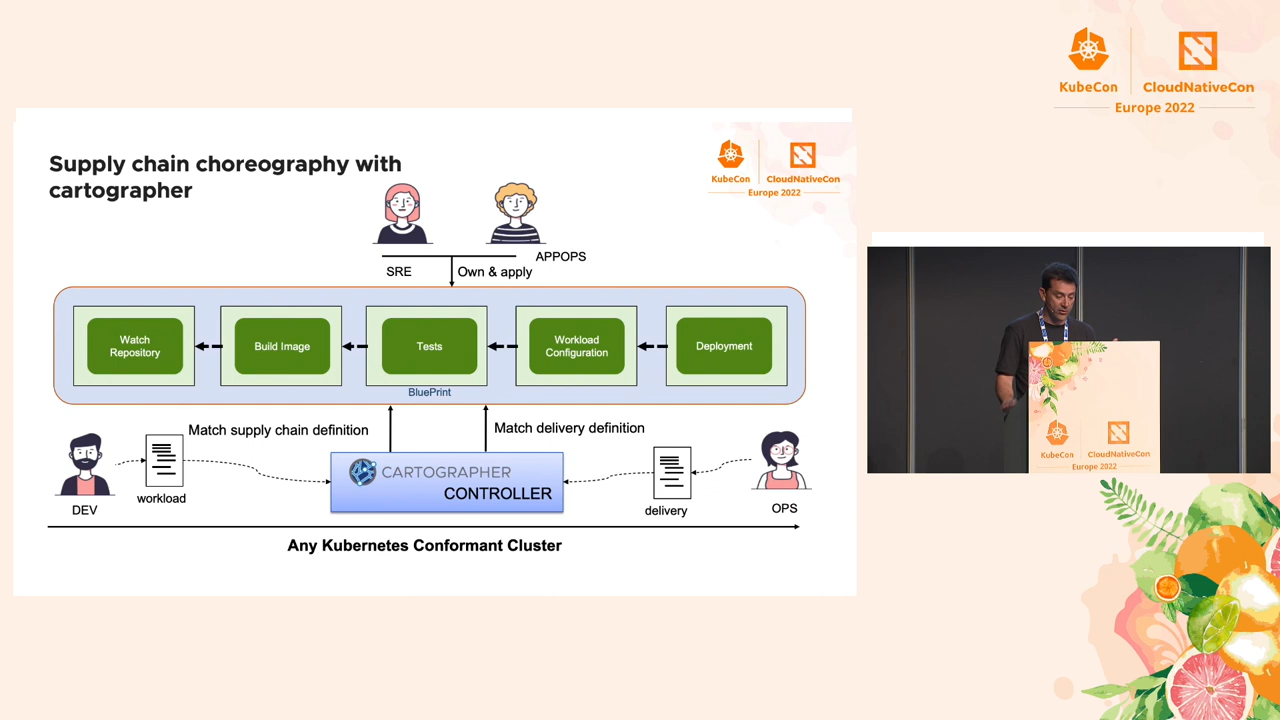 KubeCon
CloudNativeCon
Europe 2022
Supply chain choreography with
cartographer
KubeCon
CloudNativeCon
Europe 2022
SRE
Own & apply
APPOPS
Watch
Repository
Build Image
Tests
Workload
Configuration
Deployment
BluePrint
Match supply chain definition
Match delivery definition
CARTOGRAPHER
CONTROLLER
DEV
workload
delivery
OPS
Any Kubernetes Conformant Cluster
KubeCon
CloudNativeCon
Europe 2022